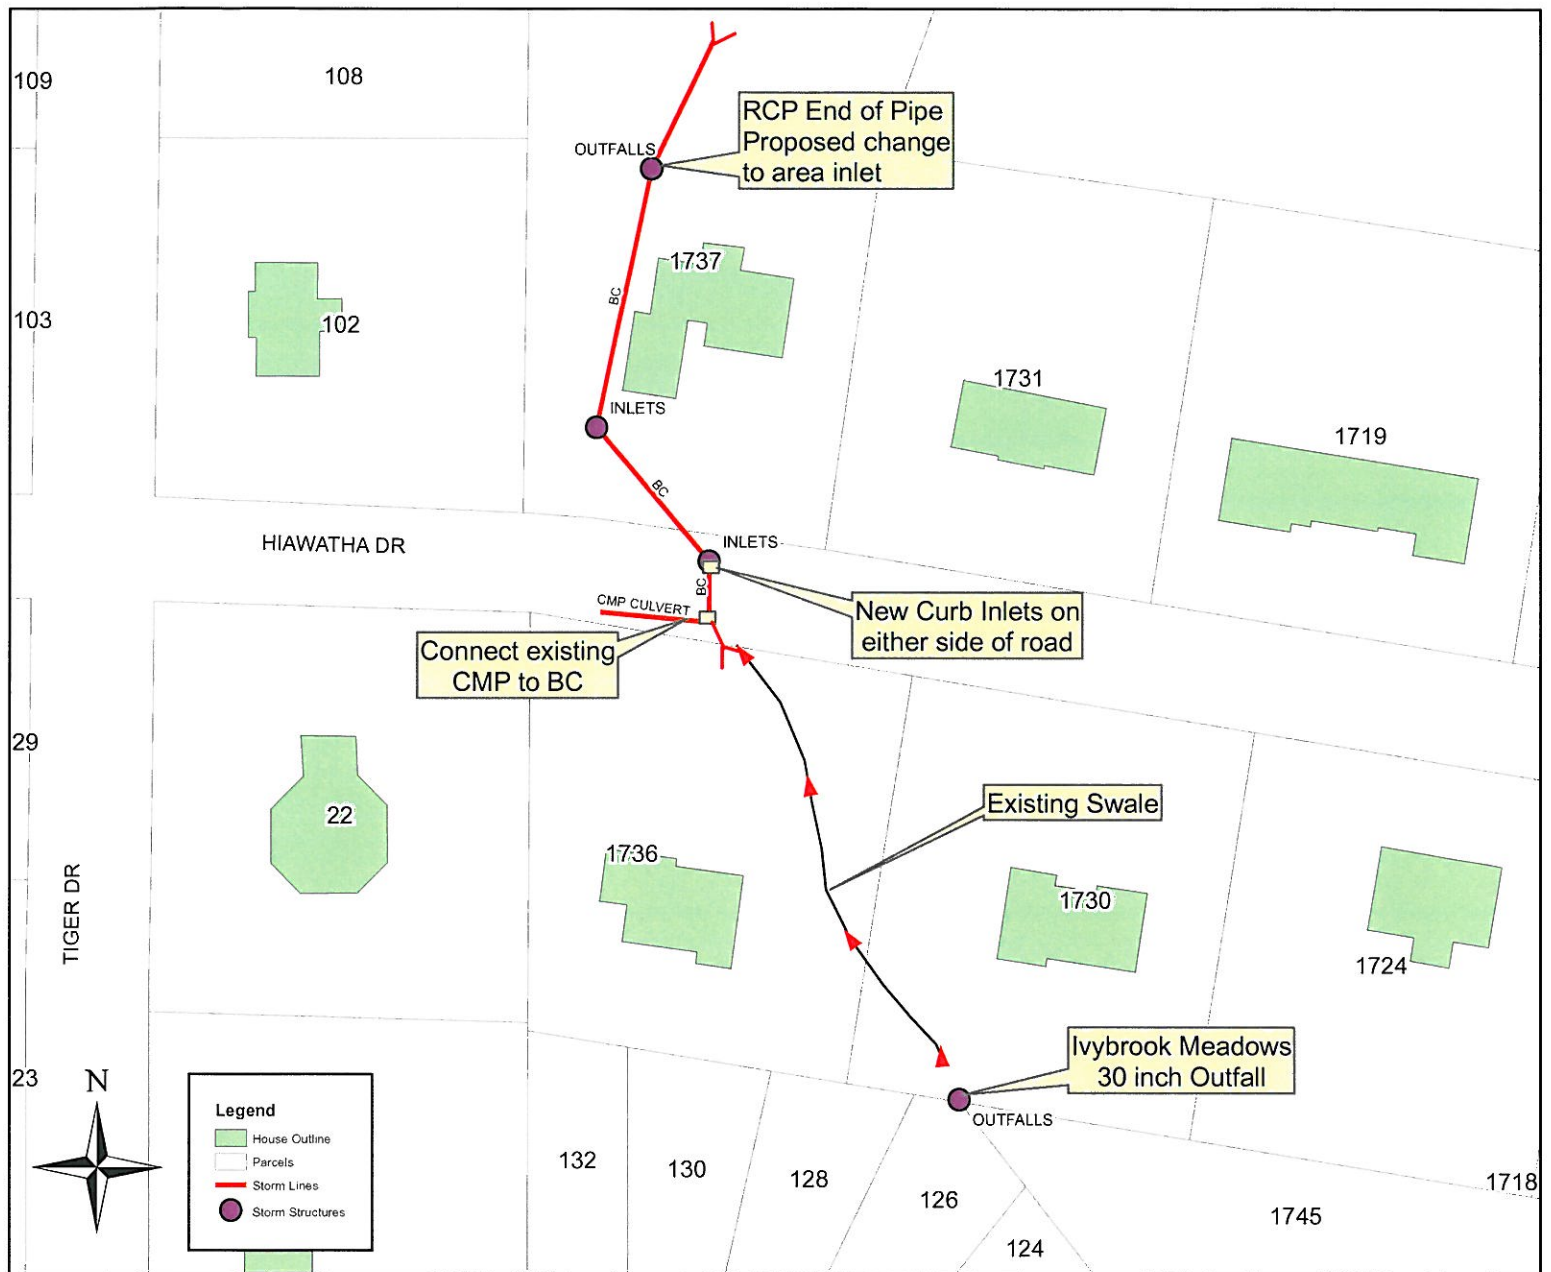 109
108
RCP End of Pipe
Proposed change
to area inlet
OUTFALLS
1737
BC
103
102
1731
INLETS
1719
BC
HIAWATHA DR
INLETS
BC
CMP CULVERT
New Curb Inlets on
either side of road
Connect existing
CMP to BC
29
22
Existing Swale
1736
1730
TIGER DR
1724
Ivybrook Meadows
30 inch Outfall
23
N
OUTFALLS
Legend
House Outline
Parcels
Storm Lines
Storm Structures
132
130
128
126
124
1745
1718